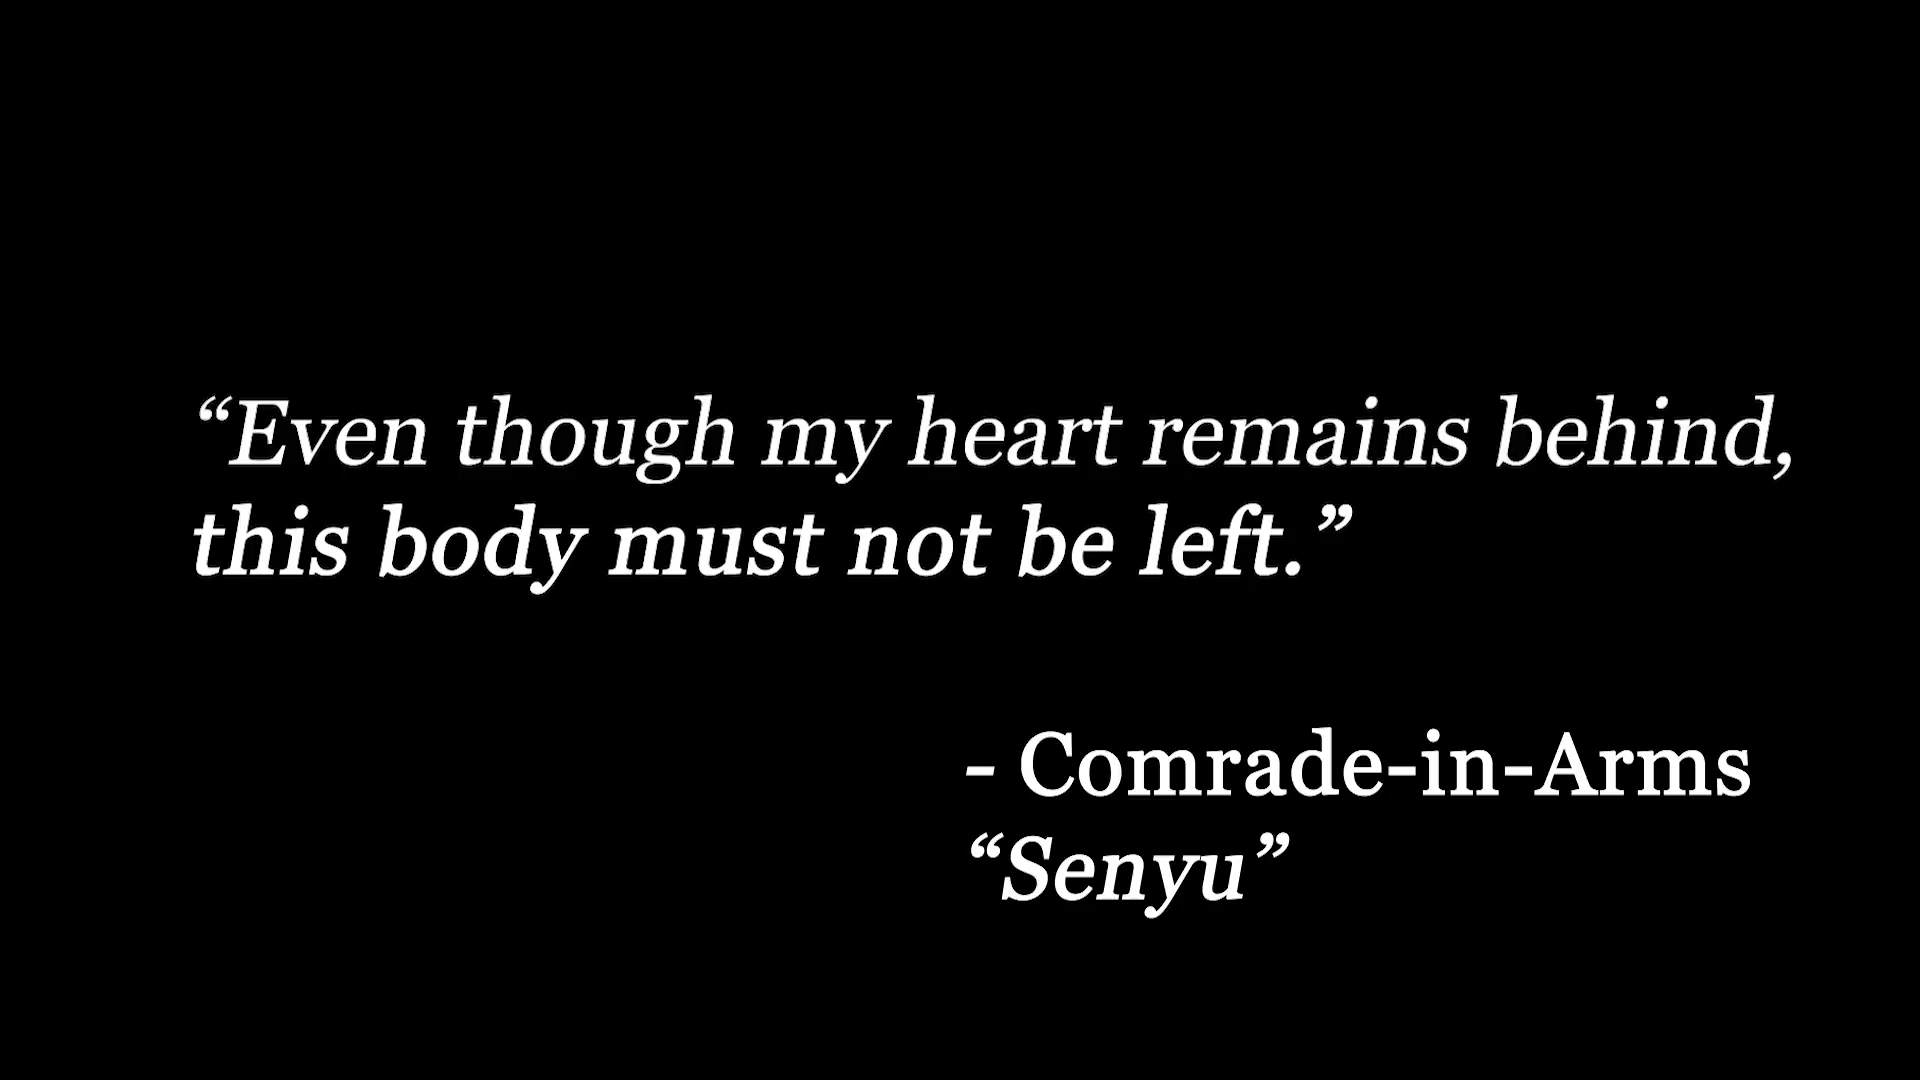 “Even though my heart remains behind,
this body must not be left.”
- Comrade-in-Arms
“Senyu”